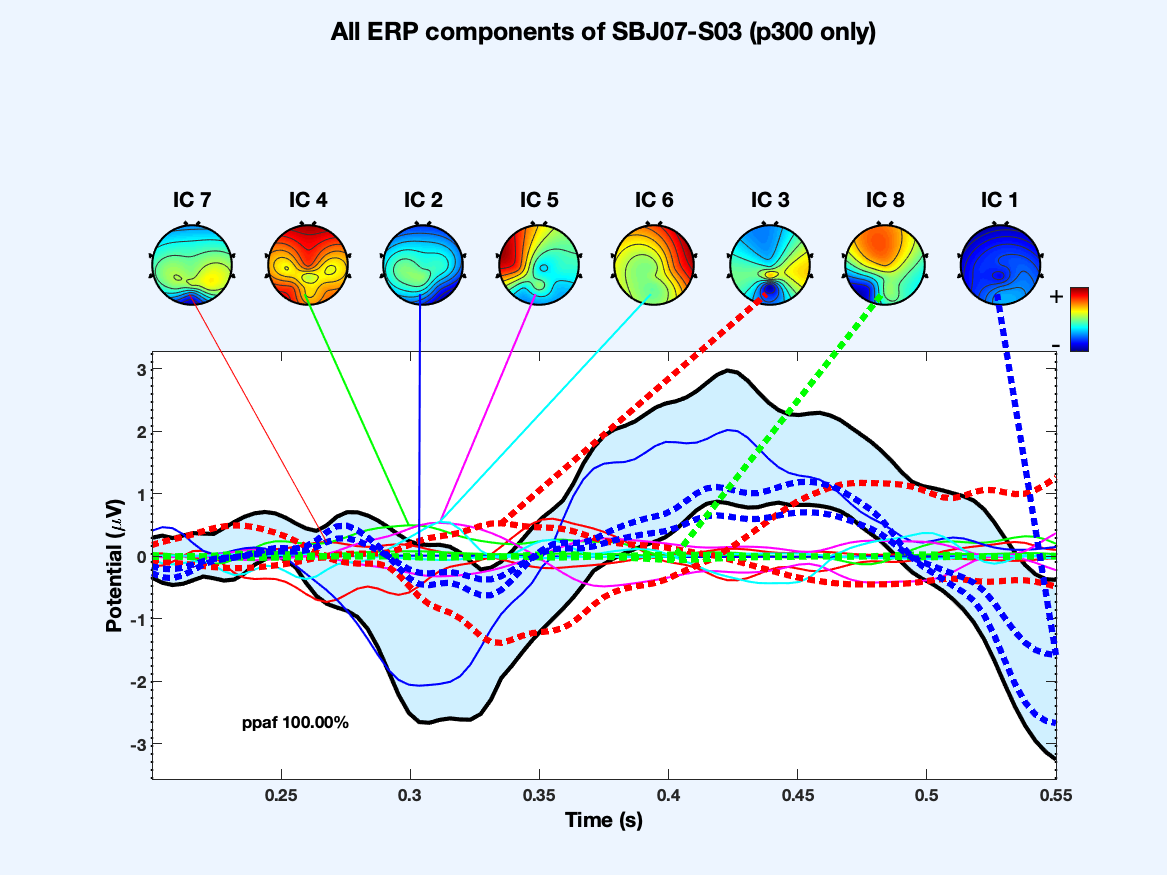 All ERP components of SBJ07-S03 (p300 only)
IC 7 IC 4 IC 2 IC 5 IC 6 IC 3 IC 8 IC 1
+
-
3
2
1
0
-1
-2
-3
Potential (μV)
ppaf 100.00%
0.25 0.3 0.35 0.4 0.45 0.5 0.55
Time (s)